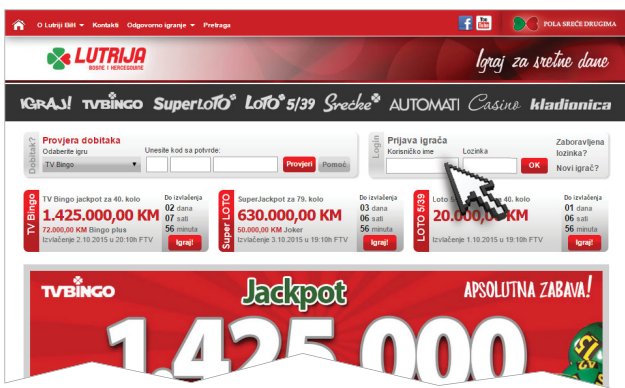 O Lutriji BiH Kontakti Odgovorno igranje Pretraga
You Tube
POLA SREĆE DRUGIMA
LUTRIJA
BOSNE I HERCEGOVINE
Igraj za sretne dane
IGRAJ! TVBINGO SuperLOTO LOTO 5/39 Srećke AUTOMATI Casino kladionica
Dobitak?
Provjera dobitaka
Odaberite igru
TV Bingo
Unesite kod sa potvrde:
Provjeri
Pomoć
Login
Prijava igrača
Korisničko ime
Lozinka
OK
Zaboravljena
lozinka?
Novi igrač?
TV Bingo
TV Bingo jackpot za 40. kolo
1.425.000,00 KM
72.000,00 KM Bingo plus
Izvlačenje 2.10.2015 u 20:10h FTV
Do izvlačenja
02 dana
07 sati
56 minuta
Igraj!
Super LOTO
SuperJackpot za 79. kolo
630.000,00 KM
50.000,00 KM Joker
Izvlačenje 3.10.2015 u 19:10h FTV
Do izvlačenja
03 dana
06 sati
56 minuta
Igraj!
LOTO 5/39
Loto 40. kolo
20.000,00 KM
Izvlačenje 1.10.2015 u 19:10h FTV
Do izvlačenja
01 dana
06 sati
56 minuta
Igraj!
TVBINGO
Jackpot
APSOLUTNA ZABAVA!
1.425.000
15